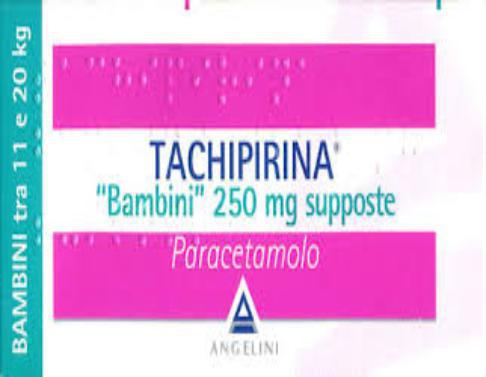 BAMBINI tra 11 e 20 kg
TACHIPIRINA®
"Bambini" 250 mg supposte
Paracetamolo
ANGELINI